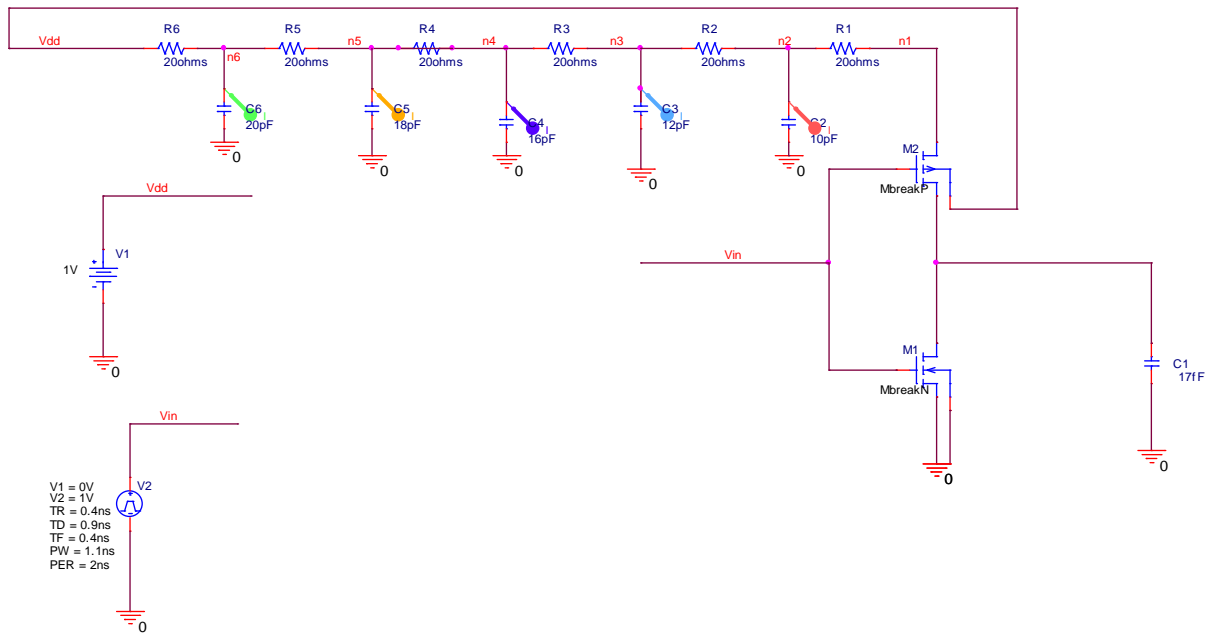 R6 R5 R4 R3 R2 R1
Vdd n6 n5 n4 n3 n2 n1
20ohms 20ohms 20ohms 20ohms 20ohms 20ohms
C6 C5 C4 C3 C2
20pF 18pF 16pF 12pF 10pF
0 0 0 0 0
M2
MbreakP
Vdd
V1
1V
0
Vin
M1
MbreakN
0
C1
17fF
0
Vin
V2
V1 = 0V
V2 = 1V
TR = 0.4ns
TD = 0.9ns
TF = 0.4ns
PW = 1.1ns
PER = 2ns
0